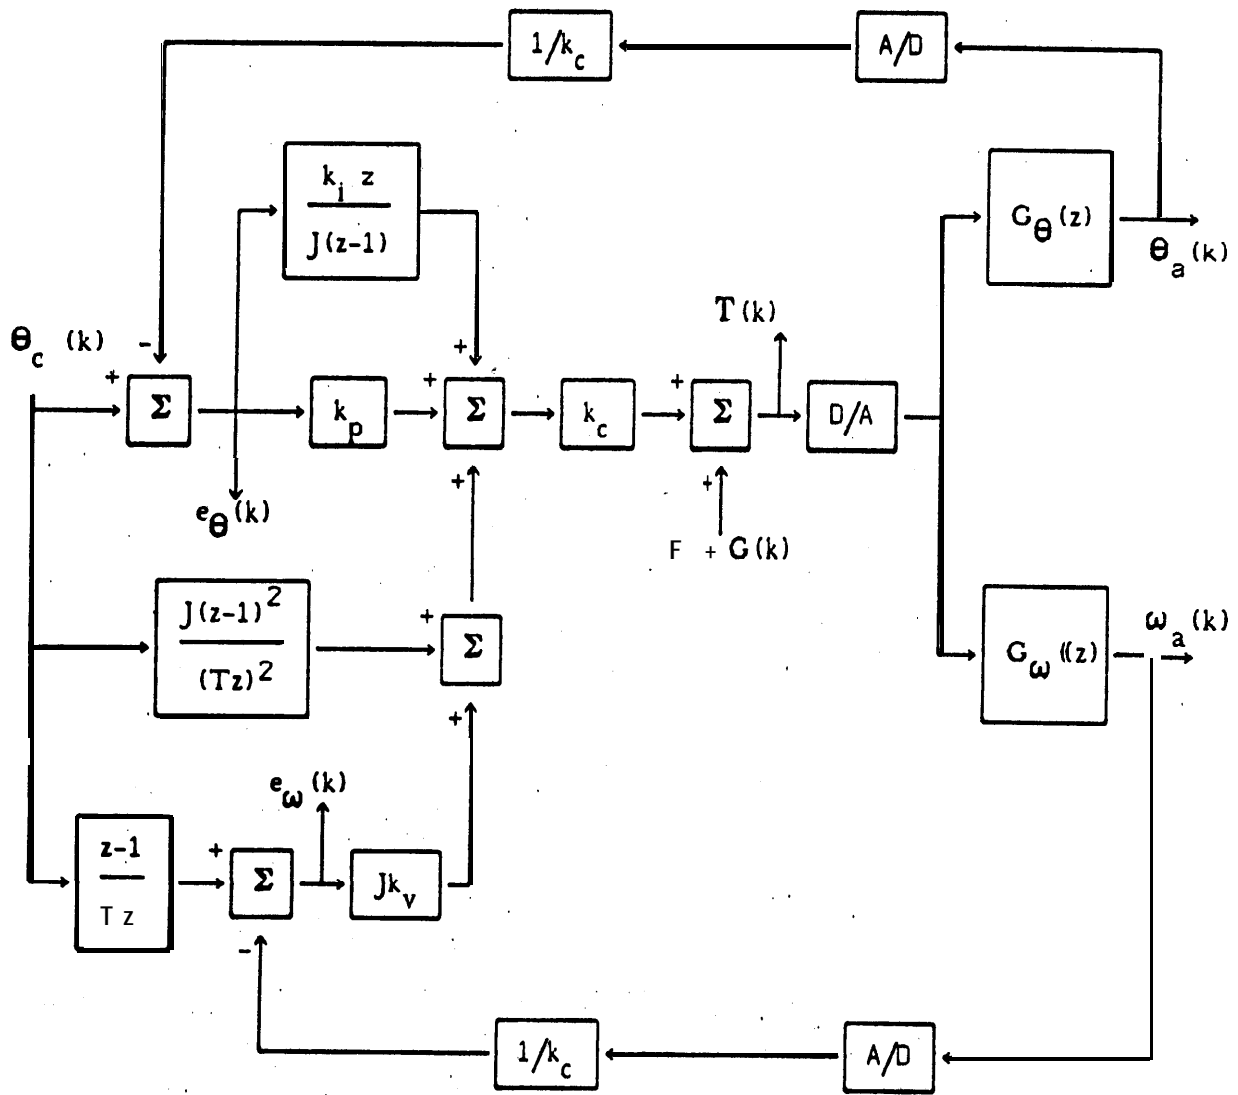 1/k_c
A/D
k_i z
J(z-1)
G_θ(z)
θ_a(k)
T(k)
θ_c (k)
-
+
Σ
k_p
+
+
Σ
k_c
+
Σ
D/A
+
+
F + G(k)
e_θ(k)
J(z-1)^2
(Tz)^2
+
Σ
+
G_ω((z)
ω_a(k)
e_ω(k)
z-1
Tz
+
Σ
-
Jk_v
1/k_c
A/D